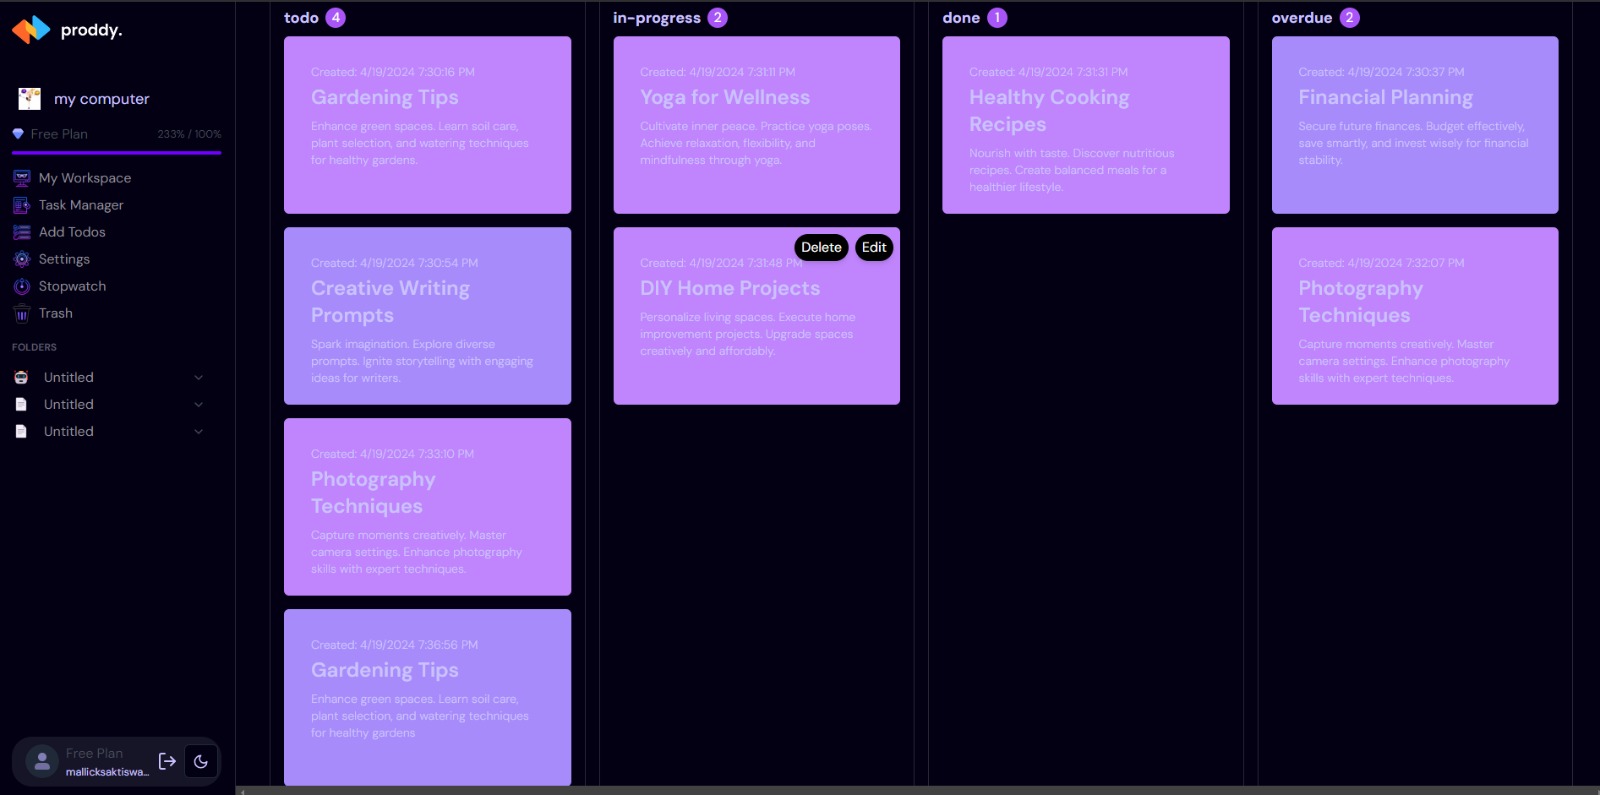 proddy.
my computer
Free Plan
233% / 100%
My Workspace
Task Manager
Add Todos
Settings
Stopwatch
Trash
FOLDERS
Untitled
Untitled
Untitled
Free Plan
mallicksaktiswa...
todo 4
Created: 4/19/2024 7:30:16 PM
Gardening Tips
Enhance green spaces. Learn soil care,
plant selection, and watering techniques
for healthy gardens.
Created: 4/19/2024 7:30:54 PM
Creative Writing
Prompts
Spark imagination. Explore diverse
prompts. Ignite storytelling with engaging
ideas for writers.
Created: 4/19/2024 7:33:10 PM
Photography
Techniques
Capture moments creatively. Master
camera settings. Enhance photography
skills with expert techniques.
Created: 4/19/2024 7:36:56 PM
Gardening Tips
Enhance green spaces. Learn soil care,
plant selection, and watering techniques
for healthy gardens
in-progress 2
Created: 4/19/2024 7:31:11 PM
Yoga for Wellness
Cultivate inner peace. Practice yoga poses.
Achieve relaxation, flexibility, and
mindfulness through yoga.
Delete Edit
Created: 4/19/2024 7:31:48 PM
DIY Home Projects
Personalize living spaces. Execute home
improvement projects. Upgrade spaces
creatively and affordably.
done 1
Created: 4/19/2024 7:31:31 PM
Healthy Cooking
Recipes
Nourish with taste. Discover nutritious
recipes. Create balanced meals for a
healthier lifestyle.
overdue 2
Created: 4/19/2024 7:30:37 PM
Financial Planning
Secure future finances. Budget effectively,
save smartly, and invest wisely for financial
stability.
Created: 4/19/2024 7:32:07 PM
Photography
Techniques
Capture moments creatively. Master
camera settings. Enhance photography
skills with expert techniques.